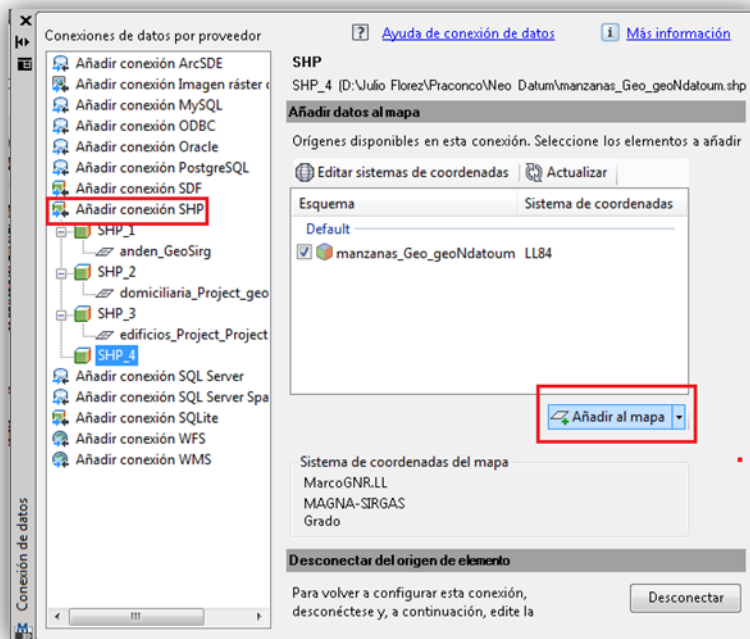 Conexiones de datos por proveedor
Añadir conexión ArcSDE
Añadir conexión Imagen ráster
Añadir conexión MySQL
Añadir conexión ODBC
Añadir conexión Oracle
Añadir conexión PostgreSQL
Añadir conexión SDF
Añadir conexión SHP
SHP_1
anden_GeoSirg
SHP_2
domiciliaria_Project_geo
SHP_3
edificios_Project_Project
SHP_4
Añadir conexión SQL Server
Añadir conexión SQL Server Spa
Añadir conexión SQLite
Añadir conexión WFS
Añadir conexión WMS
Conexión de datos
Ayuda de conexión de datos
Más información
SHP
SHP_4 (D:\Julio Florez\Praconco\Neo Datum\manzanas_Geo_geoNdatoum.shp
Añadir datos al mapa
Orígenes disponibles en esta conexión. Seleccione los elementos a añadir
Editar sistemas de coordenadas Actualizar
Esquema Sistema de coordenadas
Default
manzanas_Geo_geoNdatoum LL84
Añadir al mapa
Sistema de coordenadas del mapa
MarcoGNR.LL
MAGNA-SIRGAS
Grado
Desconectar del origen de elemento
Para volver a configurar esta conexión,
desconéctese y, a continuación, edite la
Desconectar